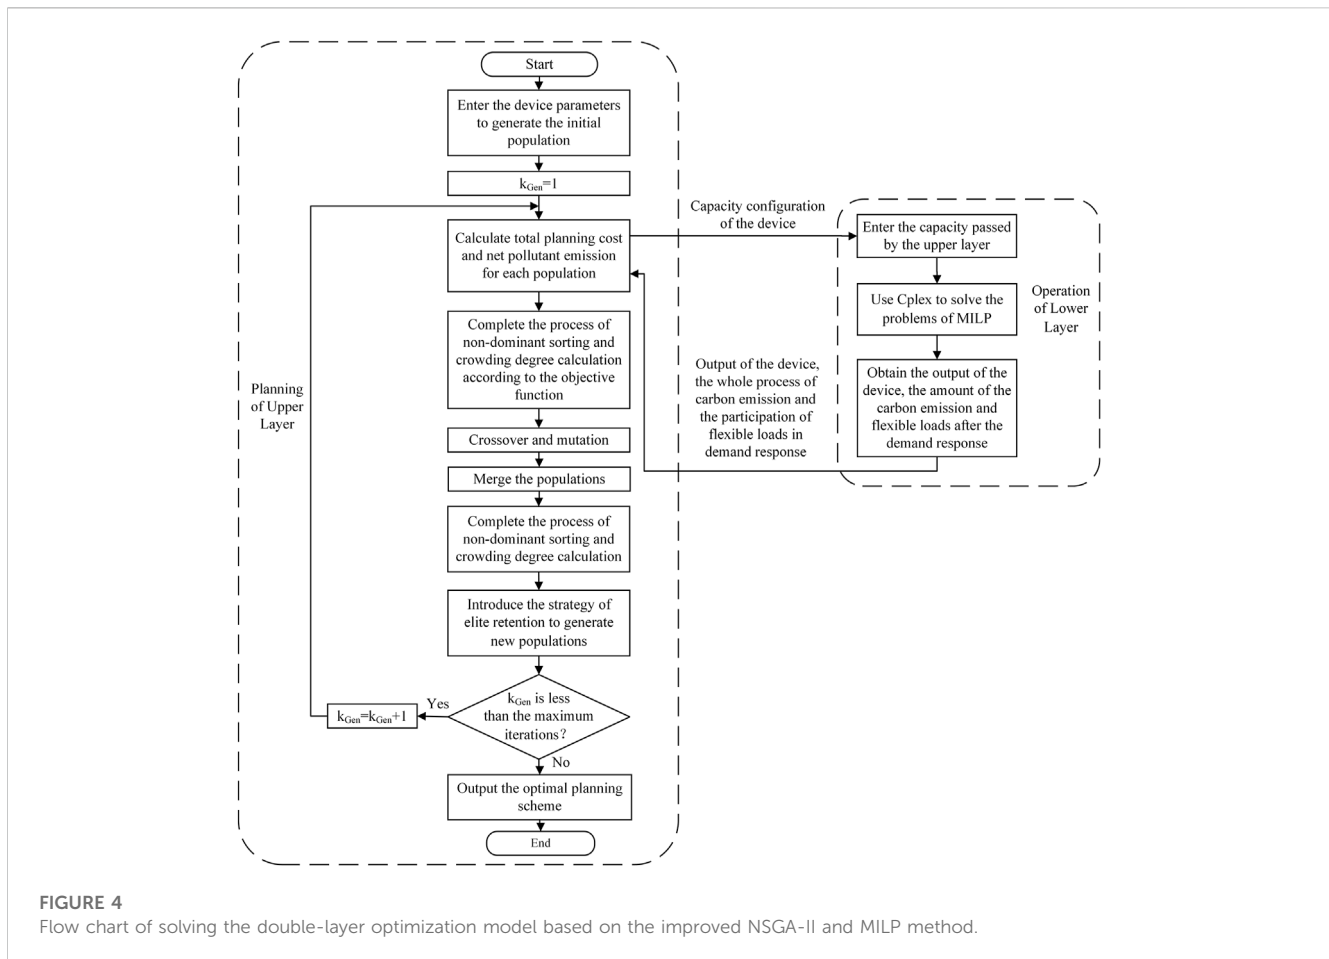 Start
Enter the device parameters
to generate the initial
population
kGen=1
Calculate total planning cost
and net pollutant emission
for each population
Complete the process of
non-dominant sorting and
crowding degree calculation
according to the objective
function
Crossover and mutation
Merge the populations
Complete the process of
non-dominant sorting and
crowding degree calculation
Introduce the strategy of
elite retention to generate
new populations
kGen is less
than the maximum
iterations?
Yes
kGen=kGen+1
No
Output the optimal planning
scheme
End
Planning
of Upper
Layer
Capacity configuration
of the device
Output of the device,
the whole process of
carbon emission and
the participation of
flexible loads in
demand response
Enter the capacity passed
by the upper layer
Use Cplex to solve the
problems of MILP
Obtain the output of the
device, the amount of the
carbon emission and
flexible loads after the
demand response
Operation
of Lower
Layer
FIGURE 4
Flow chart of solving the double-layer optimization model based on the improved NSGA-II and MILP method.